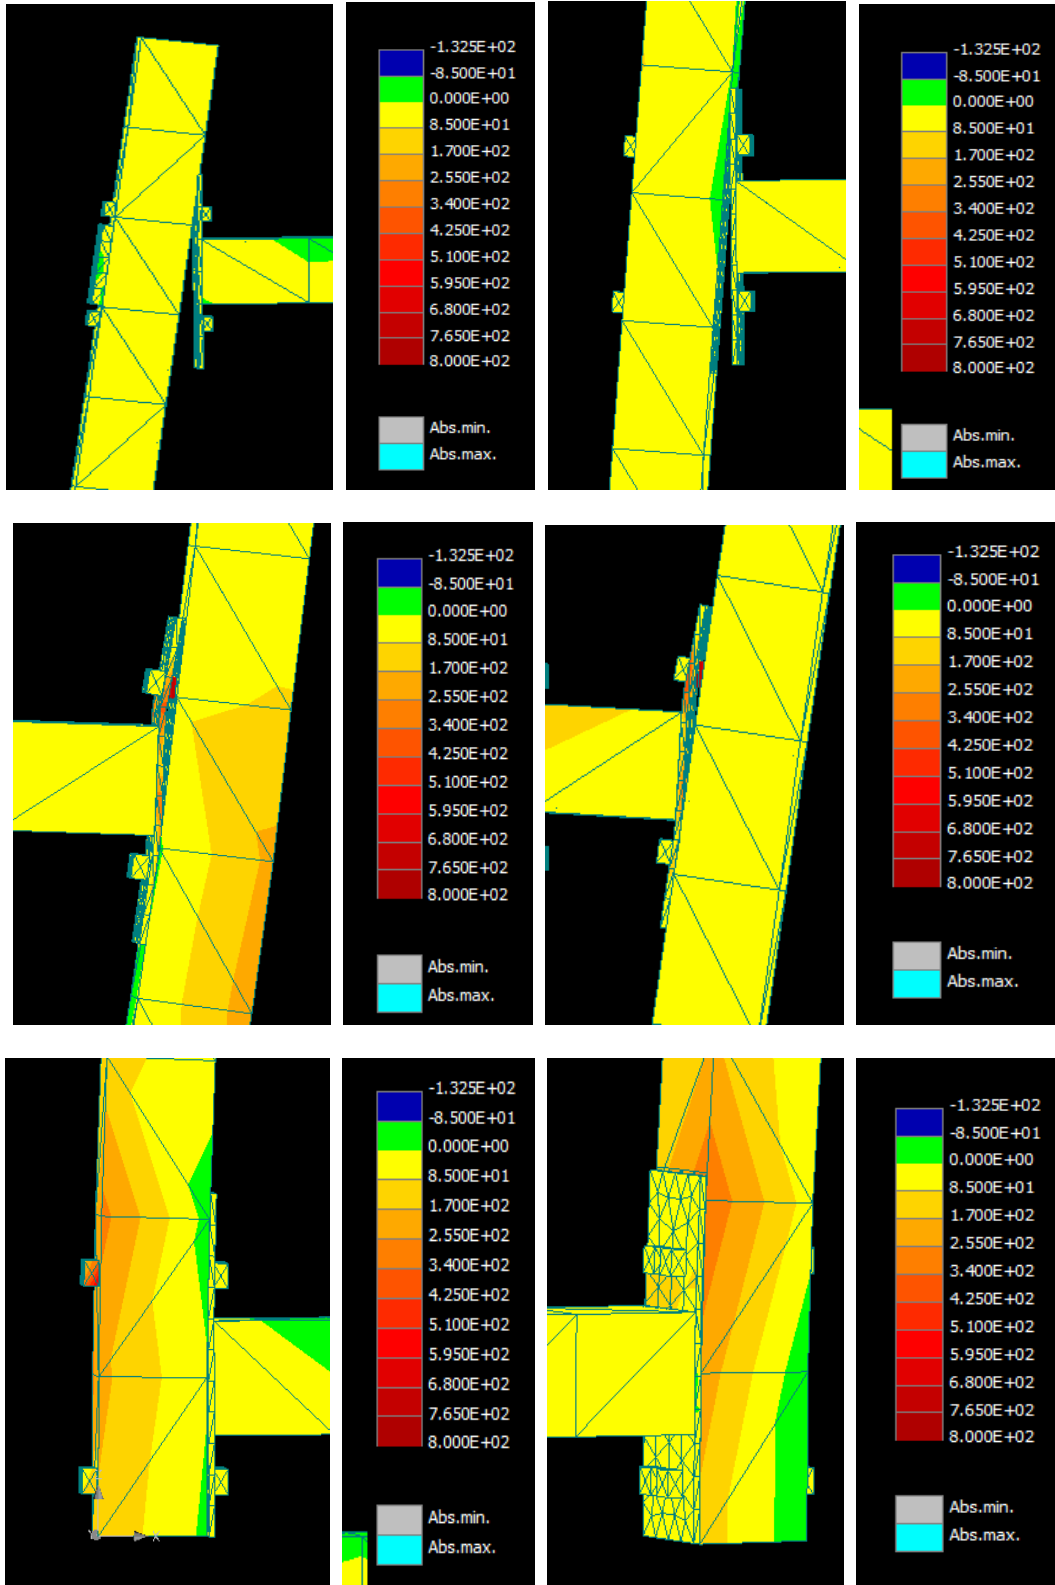 -1.325E+02
-8.500E+01
0.000E+00
8.500E+01
1.700E+02
2.550E+02
3.400E+02
4.250E+02
5.100E+02
5.950E+02
6.800E+02
7.650E+02
8.000E+02
Abs.min.
Abs.max.
-1.325E+02
-8.500E+01
0.000E+00
8.500E+01
1.700E+02
2.550E+02
3.400E+02
4.250E+02
5.100E+02
5.950E+02
6.800E+02
7.650E+02
8.000E+02
Abs.min.
Abs.max.
-1.325E+02
-8.500E+01
0.000E+00
8.500E+01
1.700E+02
2.550E+02
3.400E+02
4.250E+02
5.100E+02
5.950E+02
6.800E+02
7.650E+02
8.000E+02
Abs.min.
Abs.max.
-1.325E+02
-8.500E+01
0.000E+00
8.500E+01
1.700E+02
2.550E+02
3.400E+02
4.250E+02
5.100E+02
5.950E+02
6.800E+02
7.650E+02
8.000E+02
Abs.min.
Abs.max.
X
-1.325E+02
-8.500E+01
0.000E+00
8.500E+01
1.700E+02
2.550E+02
3.400E+02
4.250E+02
5.100E+02
5.950E+02
6.800E+02
7.650E+02
8.000E+02
Abs.min.
Abs.max.
-1.325E+02
-8.500E+01
0.000E+00
8.500E+01
1.700E+02
2.550E+02
3.400E+02
4.250E+02
5.100E+02
5.950E+02
6.800E+02
7.650E+02
8.000E+02
Abs.min.
Abs.max.